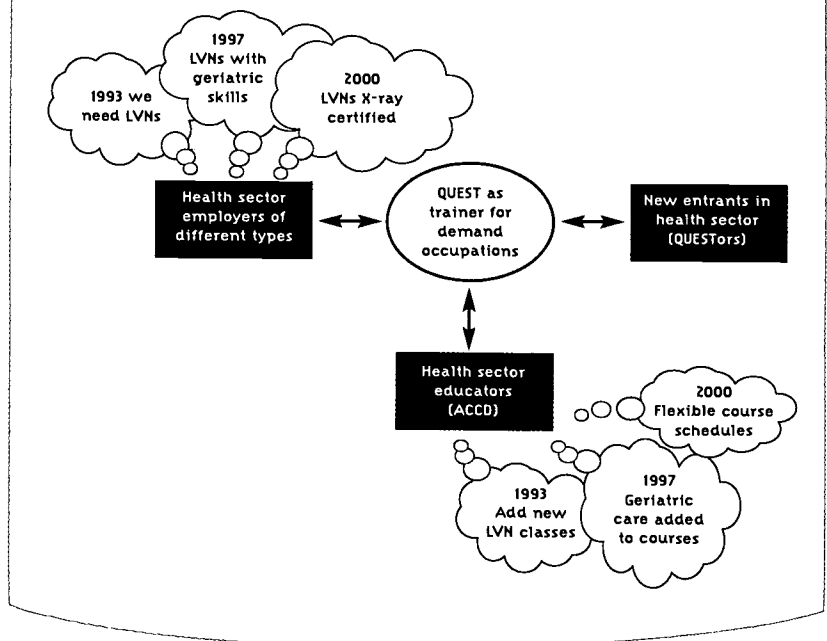 1993 we
need LVNs
1997
LVNs with
geriatric
skills
2000
LVNs X-ray
certified
Health sector
employers of
different types
QUEST as
trainer for
demand
occupations
New entrants in
health sector
(QUESTors)
Health sector
educators
(ACCD)
2000
Flexible course
schedules
1993
Add new
LVN classes
1997
Geriatric
care added
to courses